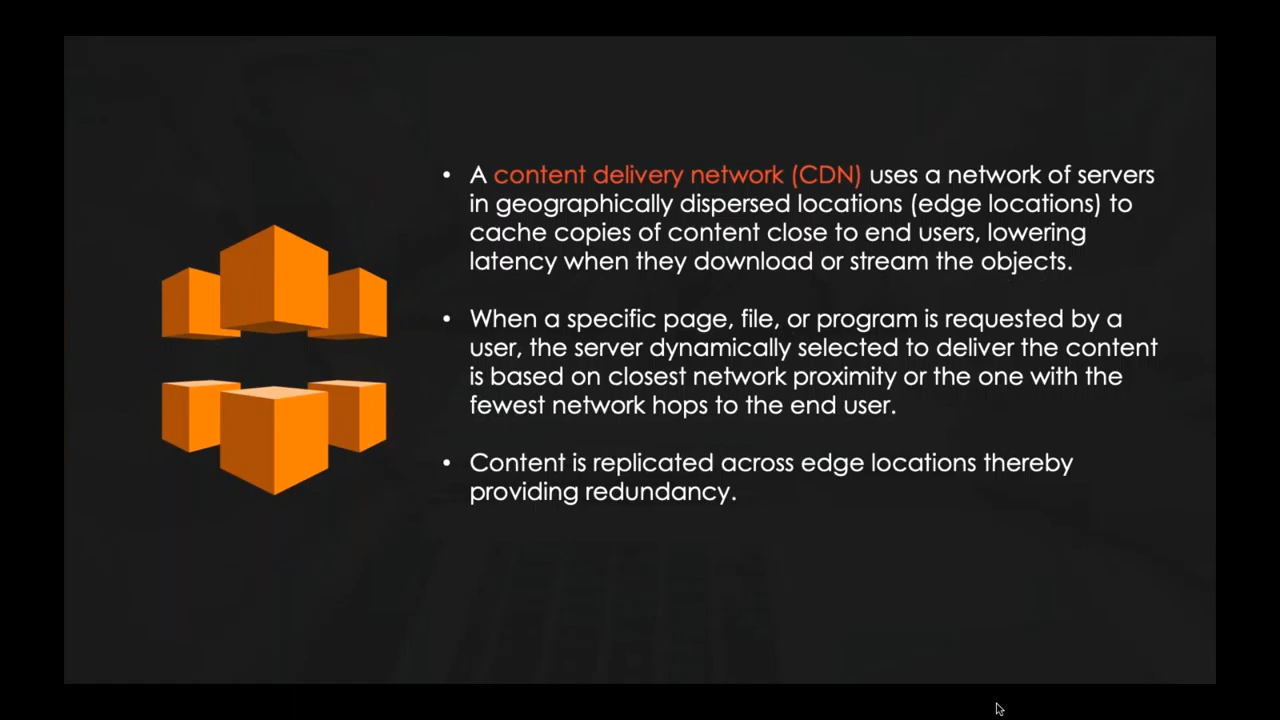 • A content delivery network (CDN) uses a network of servers
in geographically dispersed locations (edge locations) to
cache copies of content close to end users, lowering
latency when they download or stream the objects.
• When a specific page, file, or program is requested by a
user, the server dynamically selected to deliver the content
is based on closest network proximity or the one with the
fewest network hops to the end user.
• Content is replicated across edge locations thereby
providing redundancy.